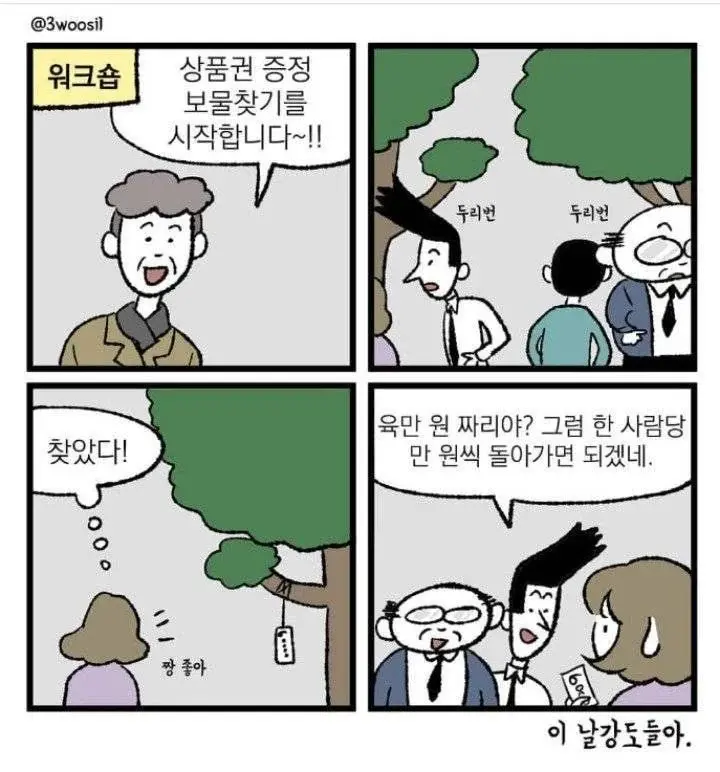 @3woosil
워크숍
상품권 증정
보물찾기를
시작합니다~!!
두리번
두리번
찾았다!
짱 좋아
육만 원 짜리야? 그럼 한 사람당
만 원씩 돌아가면 되겠네.
이 날강도들아.